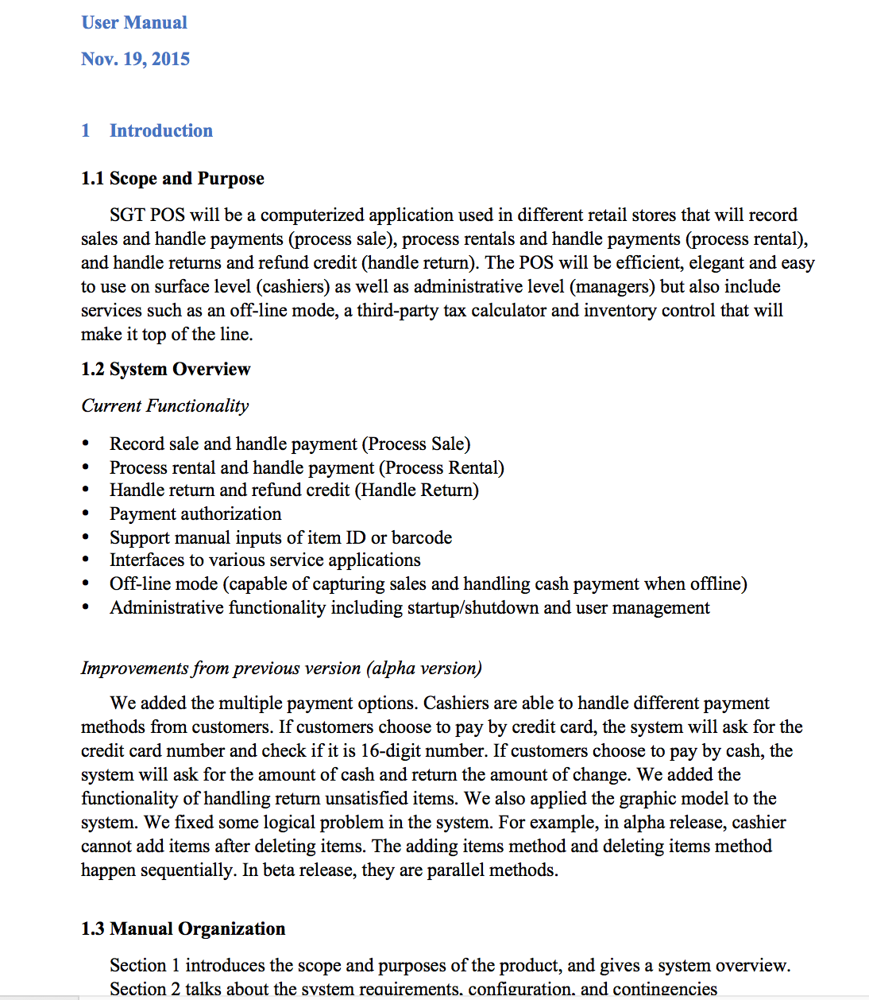 User Manual
Nov. 19, 2015
1 Introduction
1.1 Scope and Purpose
SGT POS will be a computerized application used in different retail stores that will record
sales and handle payments (process sale), process rentals and handle payments (process rental),
and handle returns and refund credit (handle return). The POS will be efficient, elegant and easy
to use on surface level (cashiers) as well as administrative level (managers) but also include
services such as an off-line mode, a third-party tax calculator and inventory control that will
make it top of the line.
1.2 System Overview
Current Functionality
• Record sale and handle payment (Process Sale)
• Process rental and handle payment (Process Rental)
• Handle return and refund credit (Handle Return)
• Payment authorization
• Support manual inputs of item ID or barcode
• Interfaces to various service applications
• Off-line mode (capable of capturing sales and handling cash payment when offline)
• Administrative functionality including startup/shutdown and user management
Improvements from previous version (alpha version)
We added the multiple payment options. Cashiers are able to handle different payment
methods from customers. If customers choose to pay by credit card, the system will ask for the
credit card number and check if it is 16-digit number. If customers choose to pay by cash, the
system will ask for the amount of cash and return the amount of change. We added the
functionality of handling return unsatisfied items. We also applied the graphic model to the
system. We fixed some logical problem in the system. For example, in alpha release, cashier
cannot add items after deleting items. The adding items method and deleting items method
happen sequentially. In beta release, they are parallel methods.
1.3 Manual Organization
Section 1 introduces the scope and purposes of the product, and gives a system overview.
Section 2 talks about the system requirements, configuration, and contingencies